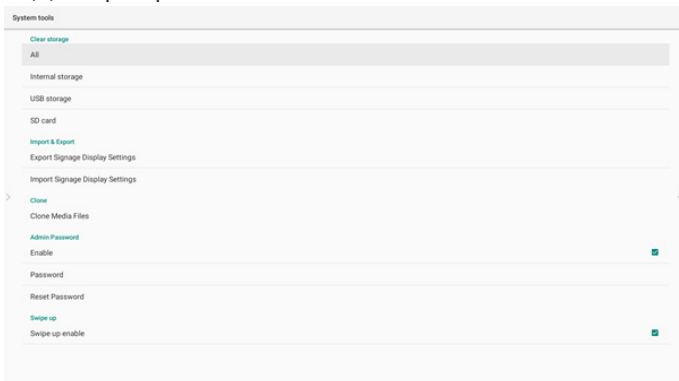 System tools
Clear storage
All
Internal storage
USB storage
SD card
Import & Export
Export Signage Display Settings
Import Signage Display Settings
Clone
Clone Media Files
Admin Password
Enable
Password
Reset Password
Swipe up
Swipe up enable